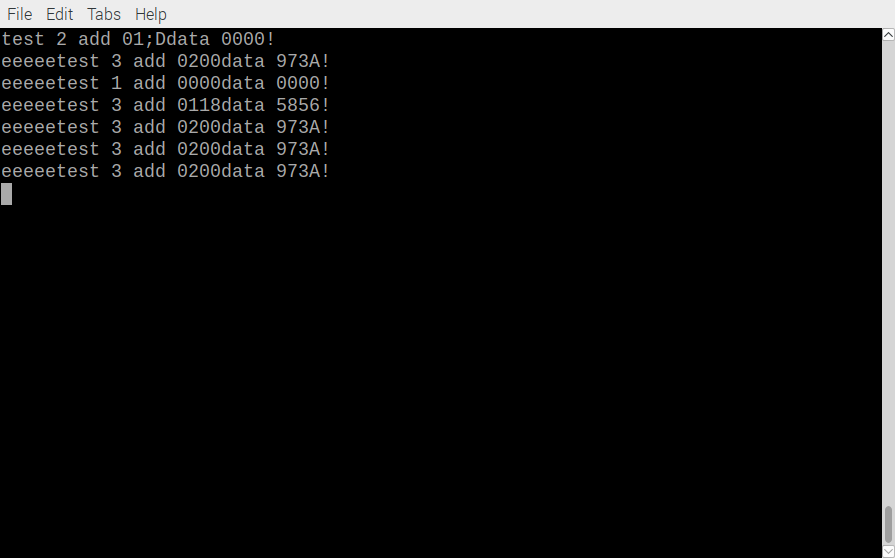 File Edit Tabs Help
test 2 add 01;Ddata 0000!
eeeeetest 3 add 0200data 973A!
eeeeetest 1 add 0000data 0000!
eeeeetest 3 add 0118data 5856!
eeeeetest 3 add 0200data 973A!
eeeeetest 3 add 0200data 973A!
eeeeetest 3 add 0200data 973A!